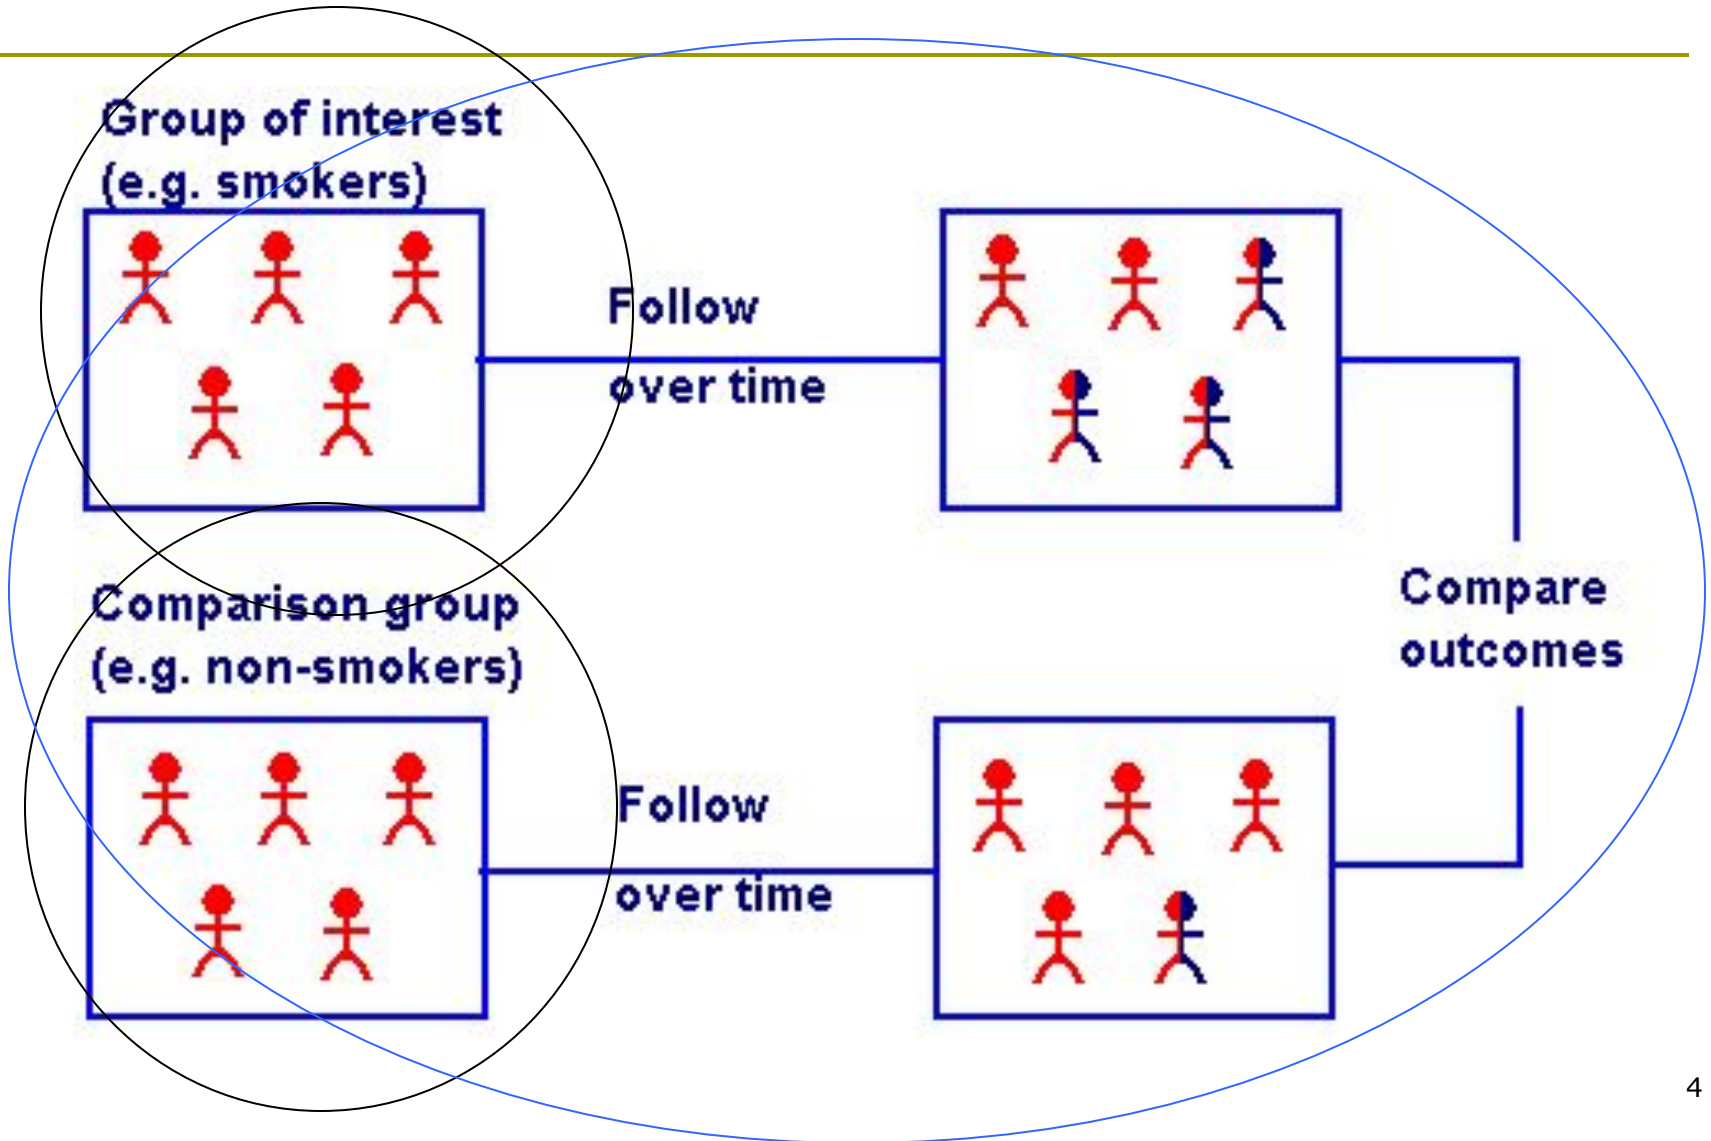 Group of interest
(e.g. smokers)
Follow
over time
Comparison group
(e.g. non-smokers)
Follow
over time
Compare
outcomes
4